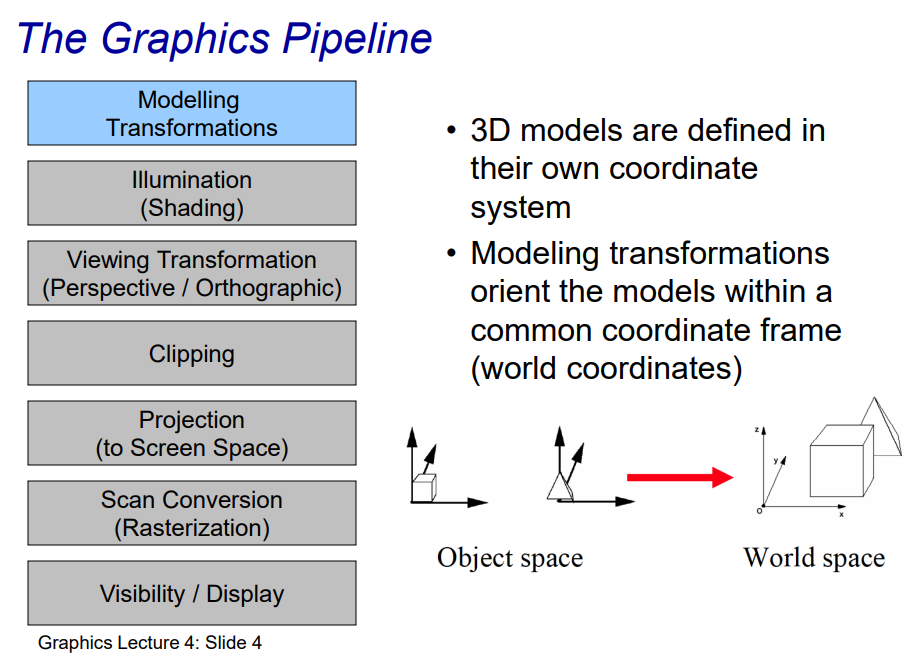 The Graphics Pipeline
Modelling
Transformations
Illumination
(Shading)
Viewing Transformation
(Perspective / Orthographic)
Clipping
Projection
(to Screen Space)
Scan Conversion
(Rasterization)
Visibility / Display
Graphics Lecture 4: Slide 4
• 3D models are defined in
their own coordinate
system
• Modeling transformations
orient the models within a
common coordinate frame
(world coordinates)
z
y
O
x
Object space
World space